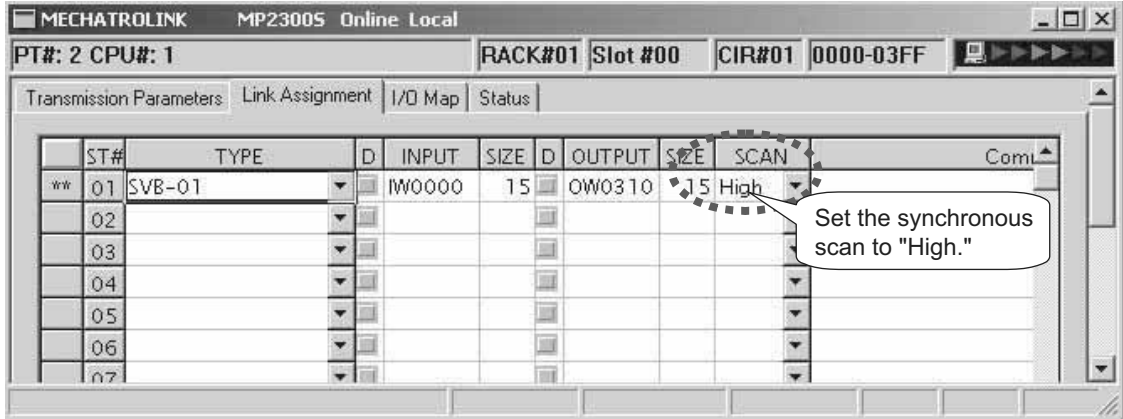 MECHATROLINK MP2300S Online Local
PT#: 2 CPU#: 1 RACK#01 Slot #00 CIR#01 0000-03FF
Transmission Parameters Link Assignment I/O Map Status
ST# TYPE D INPUT SIZE D OUTPUT SIZE SCAN
** 01 SVB-01 IW0000 15 OW0310 15 High
02
Set the synchronous
scan to "High."
03
04
05
06
07